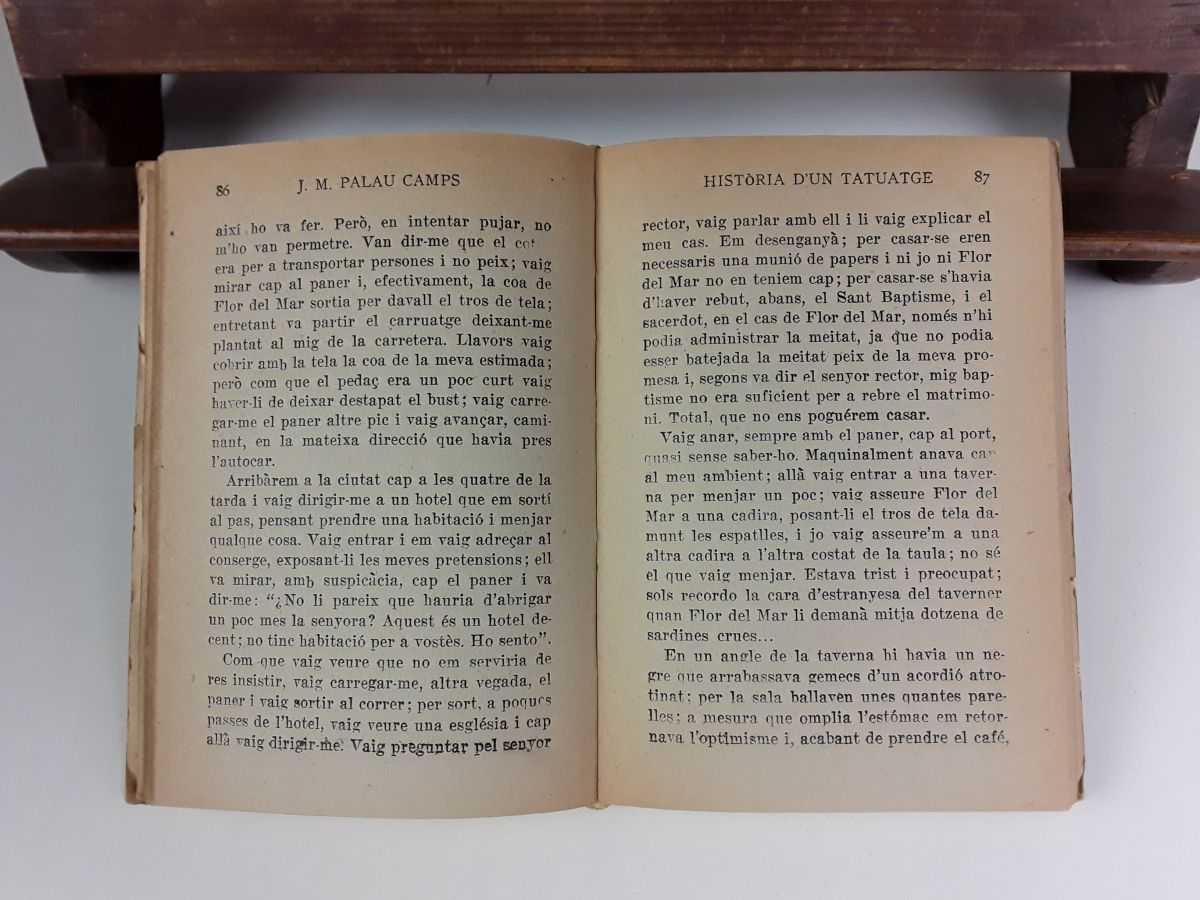 86 J. M. PALAU CAMPS
així ho va fer. Però, en intentar pujar, no
m'ho van permetre. Van dir-me que el
era per a transportar persones i no peix; vaig
mirar cap al paner i, efectivament, la coa de
Flor del Mar sortia per davall el tros de tela;
entretant va partir el carruatge deixant-me
plantat al mig de la carretera. Llavors vaig
cobrir amb la tela la coa de la meva estimada;
però com que el pedaç era un poc curt vaig
haver-li de deixar destapat el bust; vaig carre-
gar-me el paner altre pic i vaig avançar, cami-
nant, en la mateixa direcció que havia pres
l'autocar.
Arribàrem a la ciutat cap a les quatre de la
tarda i vaig dirigir-me a un hotel que em sortí
al pas, pensant prendre una habitació i menjar
qualque cosa. Vaig entrar i em vaig adreçar al
conserge, exposant-li les meves pretensions; ell
va mirar, amb suspicàcia, cap el paner i va
dir-me: "¿No li pareix que hauria d'abrigar
un poc mes la senyora? Aquest és un hotel de-
cent; no tinc habitació per a vostès. Ho sento".
Com que vaig veure que no em serviria de
res insistir, vaig carregar-me, altra vegada, el
paner i vaig sortir al correr; per sort, a poques
passes de l'hotel, vaig veure una església i cap
allà vaig dirigir-me. Vaig preguntar pel senyor
HISTÒRIA D'UN TATUATGE 87
rector, vaig parlar amb ell i li vaig explicar el
meu cas. Em desenganyà; per casar-se eren
necessaris una munió de papers i ni jo ni Flor
del Mar no en teniem cap; per casar-se s'havia
d'haver rebut, abans, el Sant Baptisme, i el
sacerdot, en el cas de Flor del Mar, només n'hi
podia administrar la meitat, ja que no podia
esser batejada la meitat peix de la meva pro-
mesa i, segons va dir el senyor rector, mig bap-
tisme no era suficient per a rebre el matrimo-
ni. Total, que no ens poguérem casar.
Vaig anar, sempre amb el paner, cap al port,
quasi sense saber-ho. Maquinalment anava
al meu ambient; allà vaig entrar a una taver-
na per menjar un poc; vaig asseure Flor del
Mar a una cadira, posant-li el tros de tela da-
munt les espatlles, i jo vaig asseure'm a una
altra cadira a l'altra costat de la taula; no sé
el que vaig menjar. Estava trist i preocupat;
sols recordo la cara d'estranyesa del taverner
quan Flor del Mar li demanà mitja dotzena de
sardines crues...
En un angle de la taverna hi havia un ne-
gre que arrabassava gemecs d'un acordió atro-
tinat; per la sala ballaven unes quantes pare-
lles; a mesura que omplia l'estómac em retor-
nava l'optimisme i, acabant de prendre el café,